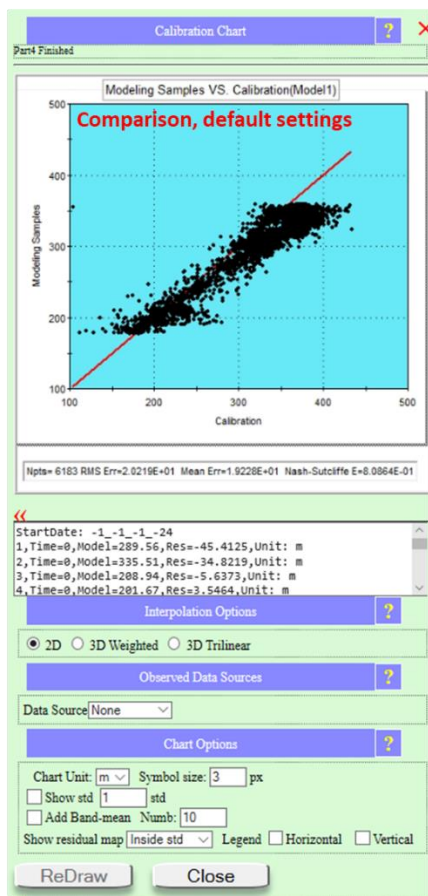 Calibration Chart ?
Part4 Finished
Modeling Samples VS. Calibration(Model1)
Comparison, default settings
500
400
300
200
100
Modeling Samples
100 200 300 400 500
Calibration
Npts= 6183 RMS Err=2.0219E+01 Mean Err=1.9228E+01 Nash-Sutcliffe E=8.0864E-01
«
StartDate: -1_-1_-1_-24
1,Time=0,Model=289.56,Res=-45.4125,Unit: m
2,Time=0,Model=335.51,Res=-34.8219,Unit: m
3,Time=0,Model=208.94,Res=-5.6373,Unit: m
4,Time=0,Model=201.67,Res=3.5464,Unit: m
Interpolation Options ?
2D 3D Weighted 3D Trilinear
Observed Data Sources ?
Data Source None
Chart Options ?
Chart Unit: m Symbol size: 3 px
Show std 1 std
Add Band-mean Numb: 10
Show residual map Inside std Legend Horizontal Vertical
ReDraw Close